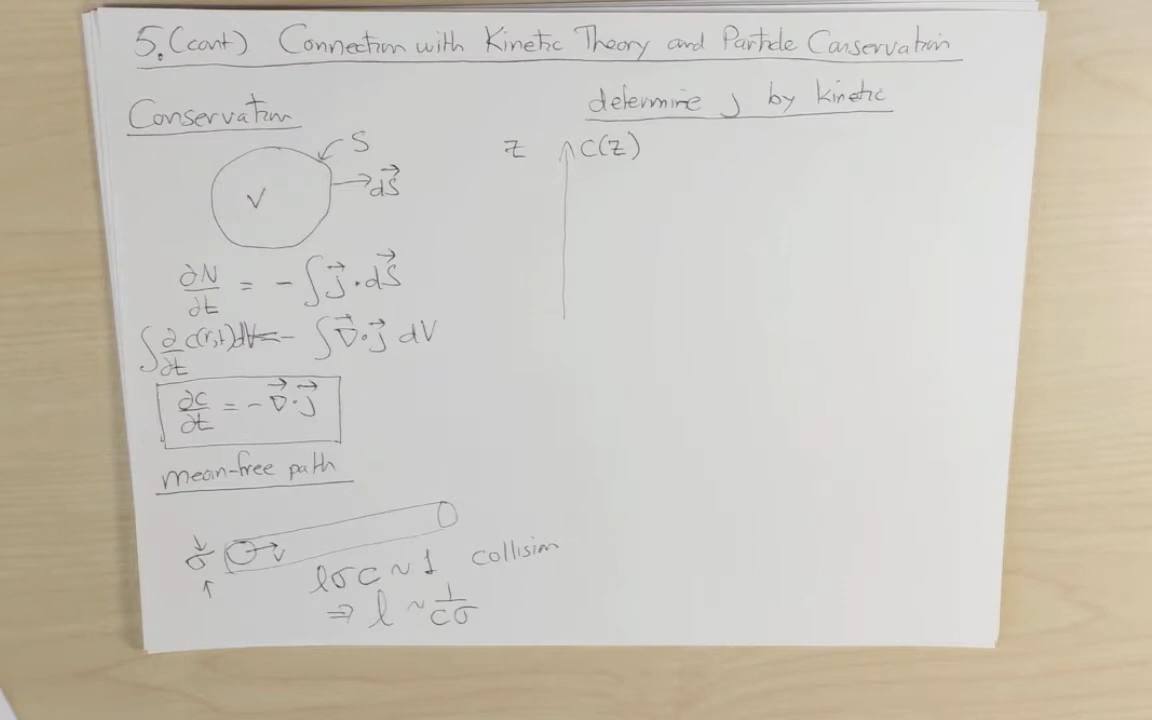 5. (cont) Connection with Kinetic Theory and Particle Conservation
Conservation
S
V
dS⃗
∂N/∂t = - ∫ j⃗ · dS⃗
∫ ∂/∂t c(r,t)dV = - ∫ ∇⃗ · j⃗ dV
∂c/∂t = - ∇⃗ · j⃗
mean-free path
σ
v
lσc ~ 1 collision
⇒ l ~ 1/cσ
determine j by kinetic
z
c(z)